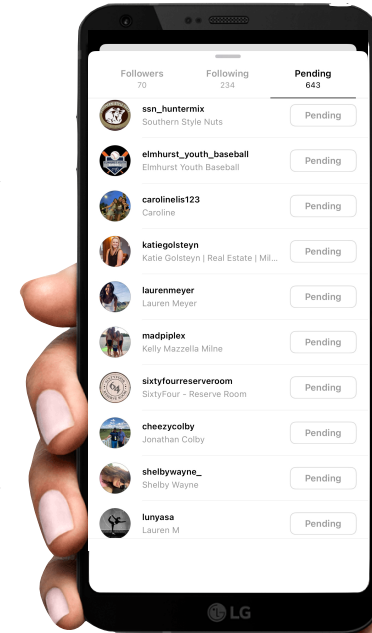 Followers
70
Following
234
Pending
643
ssn_huntermix
Southern Style Nuts
Pending
elmhurst_youth_baseball
Elmhurst Youth Baseball
Pending
carolinelis123
Caroline
Pending
katiegolsteyn
Katie Golsteyn | Real Estate | Mil...
Pending
laurenmeyer
Lauren Meyer
Pending
madpiplex
Kelly Mazzella Milne
Pending
sixtyfourreserveroom
SixtyFour - Reserve Room
Pending
64
cheezycolby
Jonathan Colby
Pending
shelbywayne_
Shelby Wayne
Pending
lunyasa
Lauren M
Pending
LG